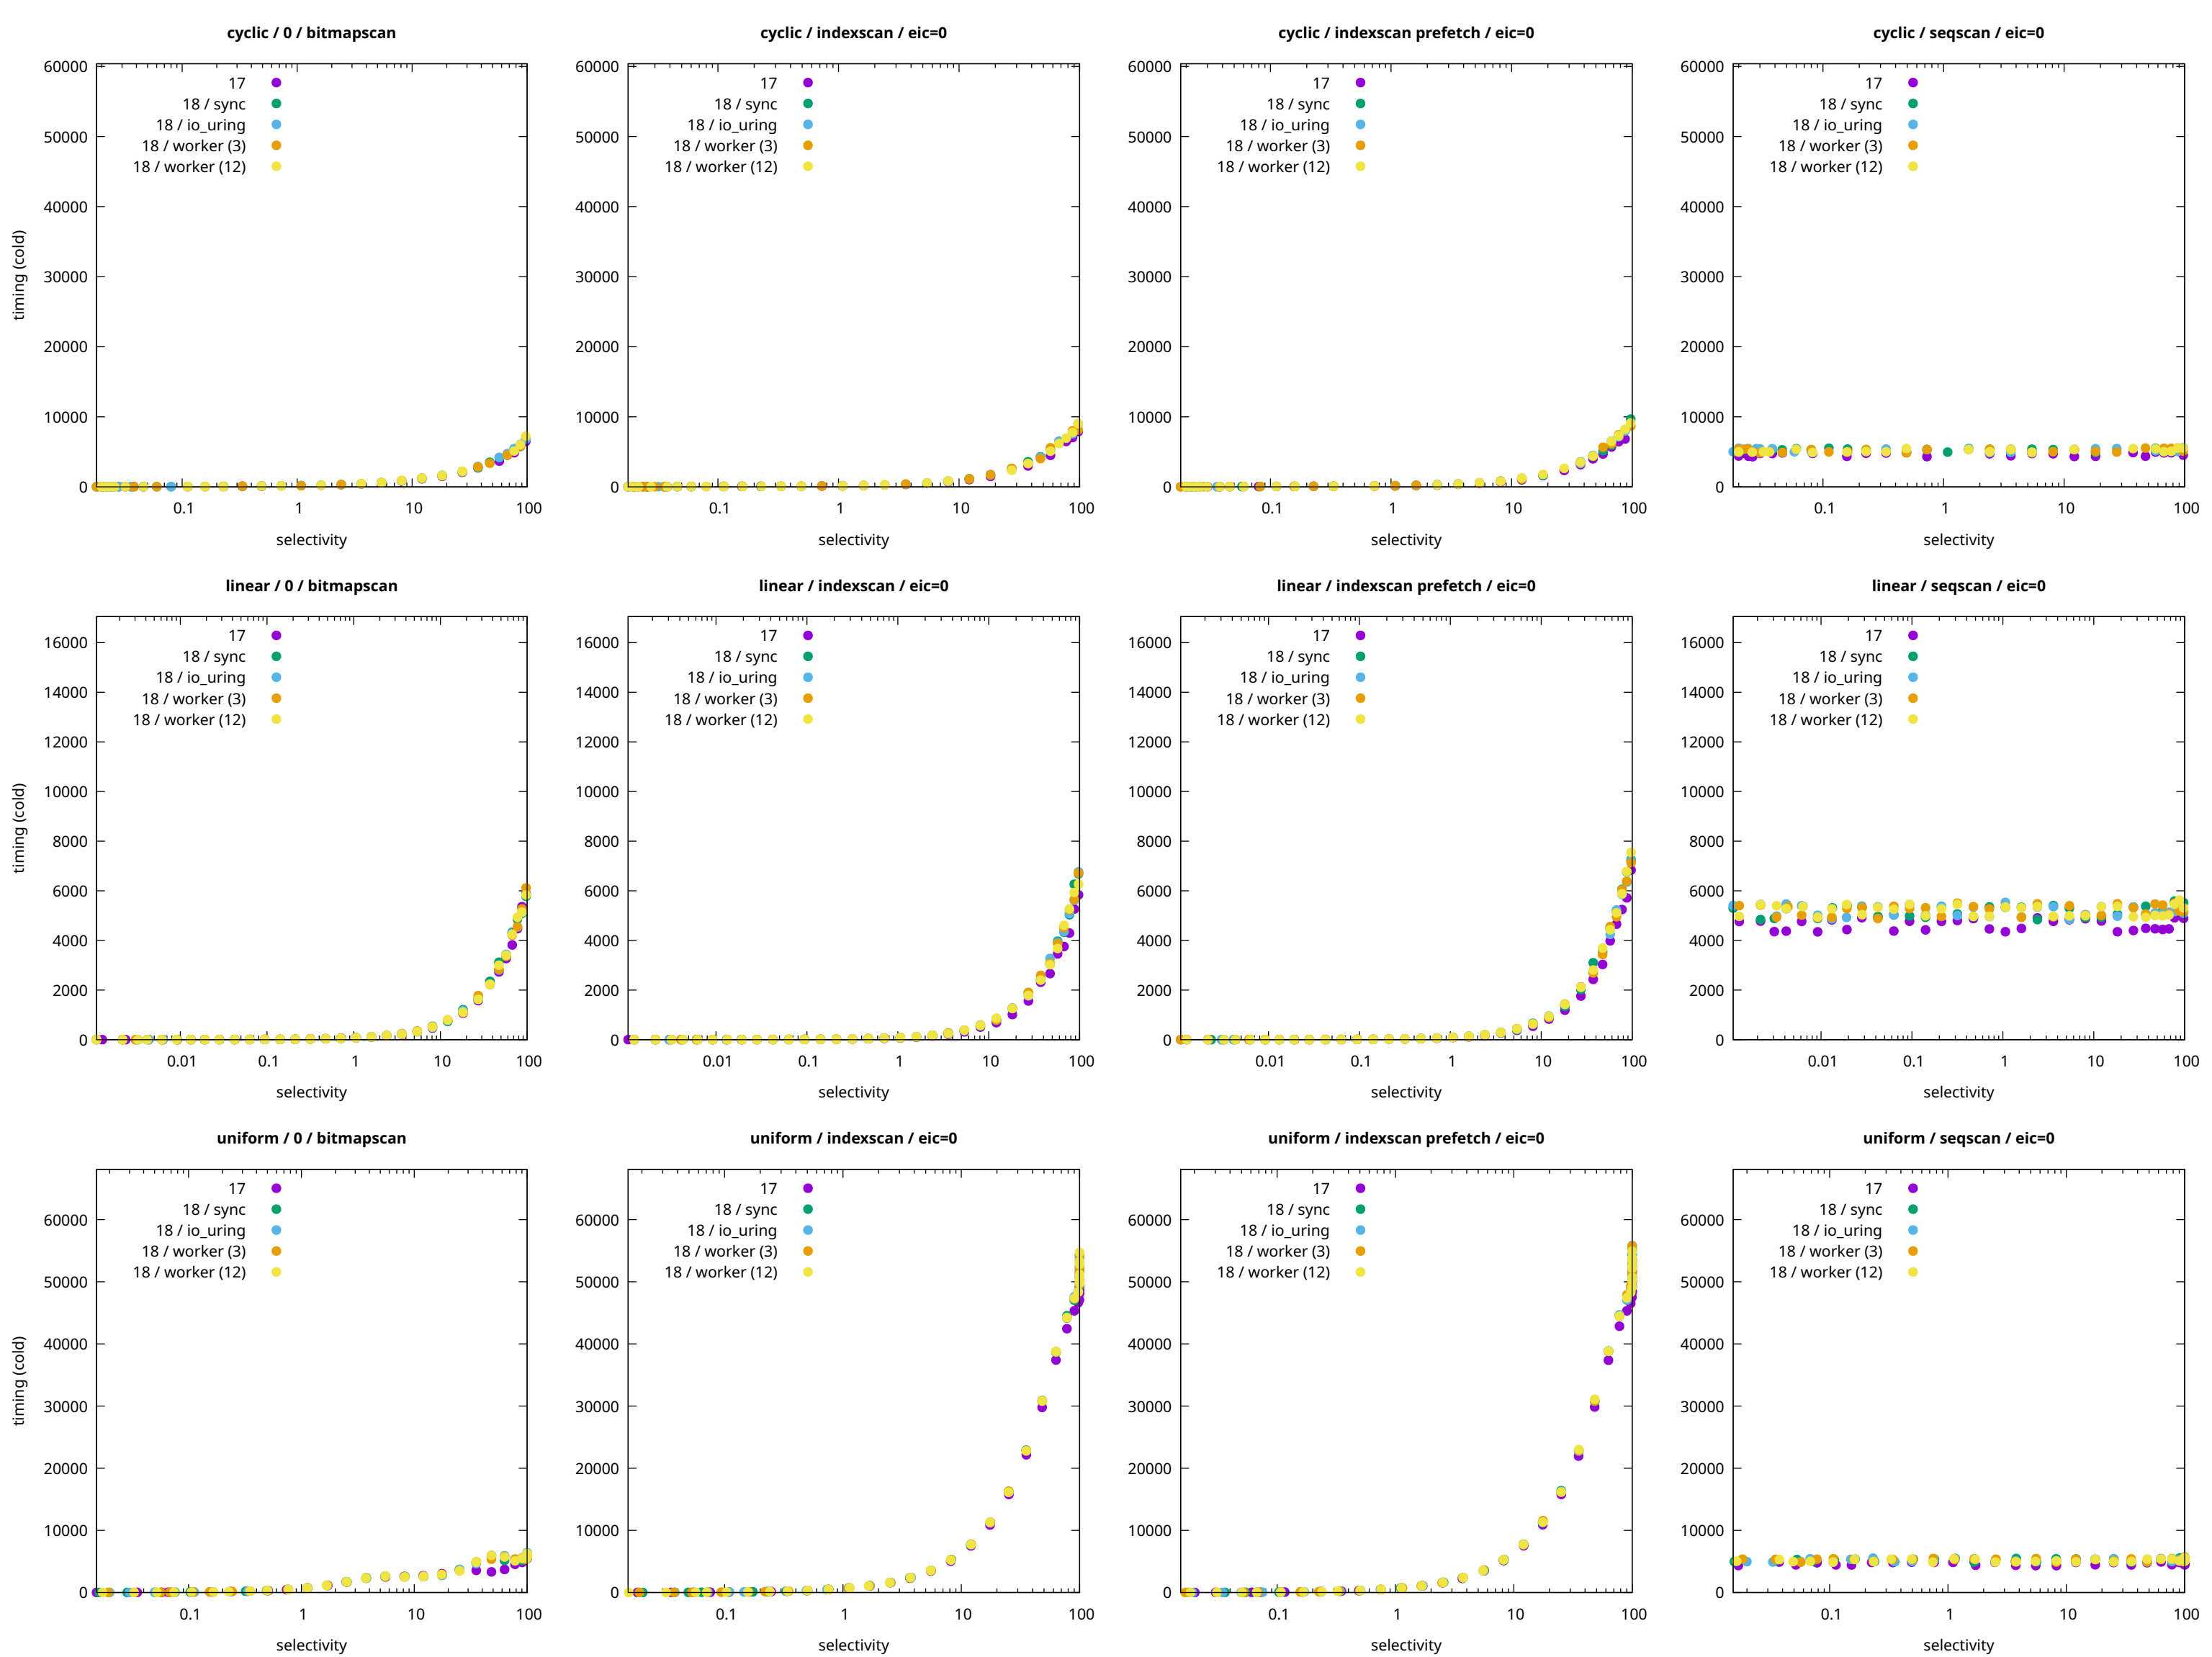 cyclic / 0 / bitmapscan
60000
50000
40000
30000
20000
10000
0
timing (cold)
17
18 / sync
18 / io_uring
18 / worker (3)
18 / worker (12)
0.1 1 10 100
selectivity
cyclic / indexscan / eic=0
60000
50000
40000
30000
20000
10000
0
17
18 / sync
18 / io_uring
18 / worker (3)
18 / worker (12)
0.1 1 10 100
selectivity
cyclic / indexscan prefetch / eic=0
60000
50000
40000
30000
20000
10000
0
17
18 / sync
18 / io_uring
18 / worker (3)
18 / worker (12)
0.1 1 10 100
selectivity
cyclic / seqscan / eic=0
60000
50000
40000
30000
20000
10000
0
17
18 / sync
18 / io_uring
18 / worker (3)
18 / worker (12)
0.1 1 10 100
selectivity
linear / 0 / bitmapscan
16000
14000
12000
10000
8000
6000
4000
2000
0
timing (cold)
17
18 / sync
18 / io_uring
18 / worker (3)
18 / worker (12)
0.01 0.1 1 10 100
selectivity
linear / indexscan / eic=0
16000
14000
12000
10000
8000
6000
4000
2000
0
17
18 / sync
18 / io_uring
18 / worker (3)
18 / worker (12)
0.01 0.1 1 10 100
selectivity
linear / indexscan prefetch / eic=0
16000
14000
12000
10000
8000
6000
4000
2000
0
17
18 / sync
18 / io_uring
18 / worker (3)
18 / worker (12)
0.01 0.1 1 10 100
selectivity
linear / seqscan / eic=0
16000
14000
12000
10000
8000
6000
4000
2000
0
17
18 / sync
18 / io_uring
18 / worker (3)
18 / worker (12)
0.01 0.1 1 10 100
selectivity
uniform / 0 / bitmapscan
60000
50000
40000
30000
20000
10000
0
timing (cold)
17
18 / sync
18 / io_uring
18 / worker (3)
18 / worker (12)
0.1 1 10 100
selectivity
uniform / indexscan / eic=0
60000
50000
40000
30000
20000
10000
0
17
18 / sync
18 / io_uring
18 / worker (3)
18 / worker (12)
0.1 1 10 100
selectivity
uniform / indexscan prefetch / eic=0
60000
50000
40000
30000
20000
10000
0
17
18 / sync
18 / io_uring
18 / worker (3)
18 / worker (12)
0.1 1 10 100
selectivity
uniform / seqscan / eic=0
60000
50000
40000
30000
20000
10000
0
17
18 / sync
18 / io_uring
18 / worker (3)
18 / worker (12)
0.1 1 10 100
selectivity